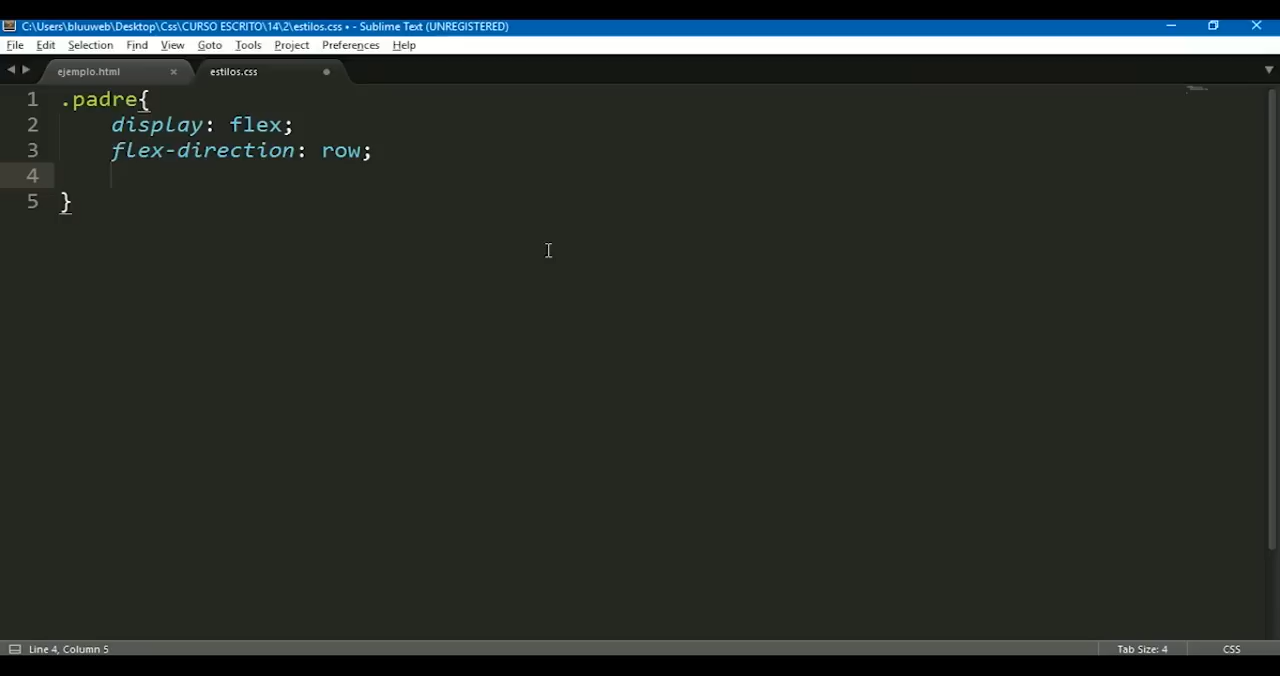 C:\Users\bluuweb\Desktop\Css\CURSO ESCRITO\14\2\estilos.css • - Sublime Text (UNREGISTERED)
File Edit Selection Find View Goto Tools Project Preferences Help
ejemplo.html estilos.css
1 .padre{
2 display: flex;
3 flex-direction: row;
4
5 }
Line 4, Column 5 Tab Size: 4 CSS